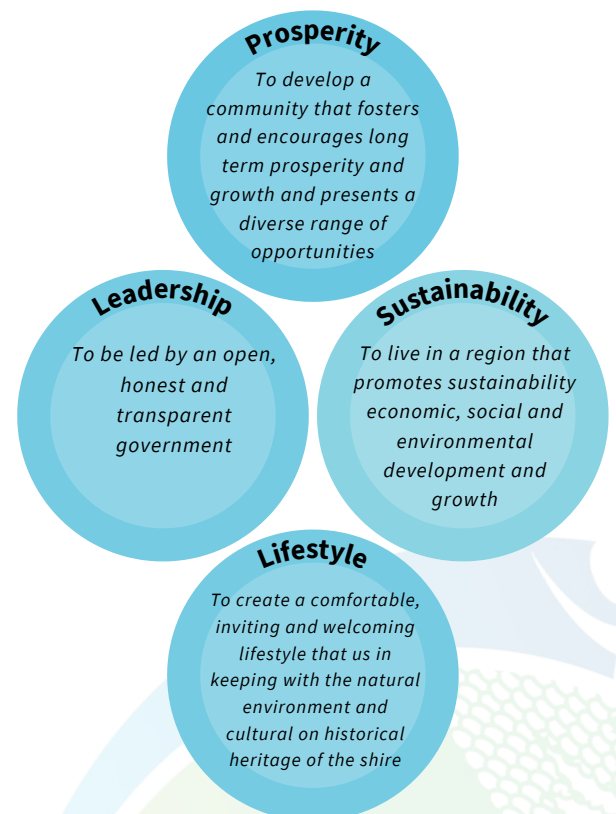 Prosperity
To develop a
community that fosters
and encourages long
term prosperity and
growth and presents a
diverse range of
opportunities
Leadership
To be led by an open,
honest and
transparent
government
Sustainability
To live in a region that
promotes sustainability
economic, social and
environmental
development and
growth
Lifestyle
To create a comfortable,
inviting and welcoming
lifestyle that us in
keeping with the natural
environment and
cultural on historical
heritage of the shire